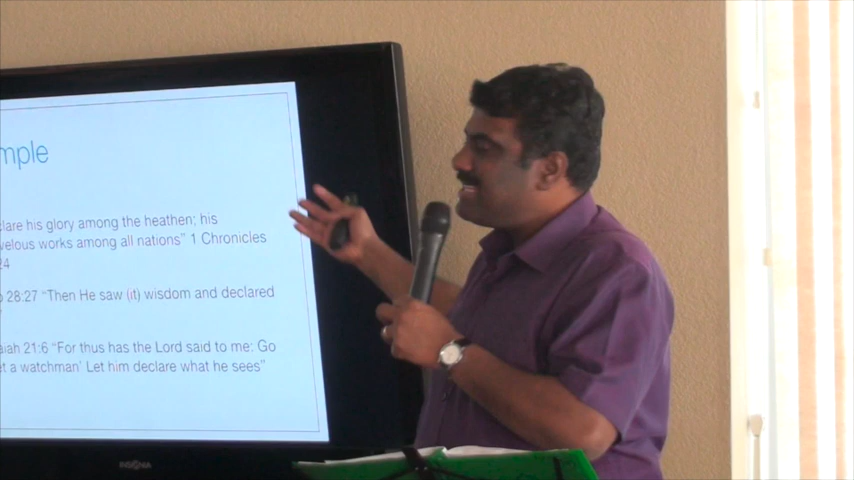 mple
clare his glory among the heathen; his
velous works among all nations" 1 Chronicles
24
28:27 "Then He saw (it) wisdom and declared
aiah 21:6 "For thus has the Lord said to me: Go
et a watchman' Let him declare what he sees"
INSIGNIA